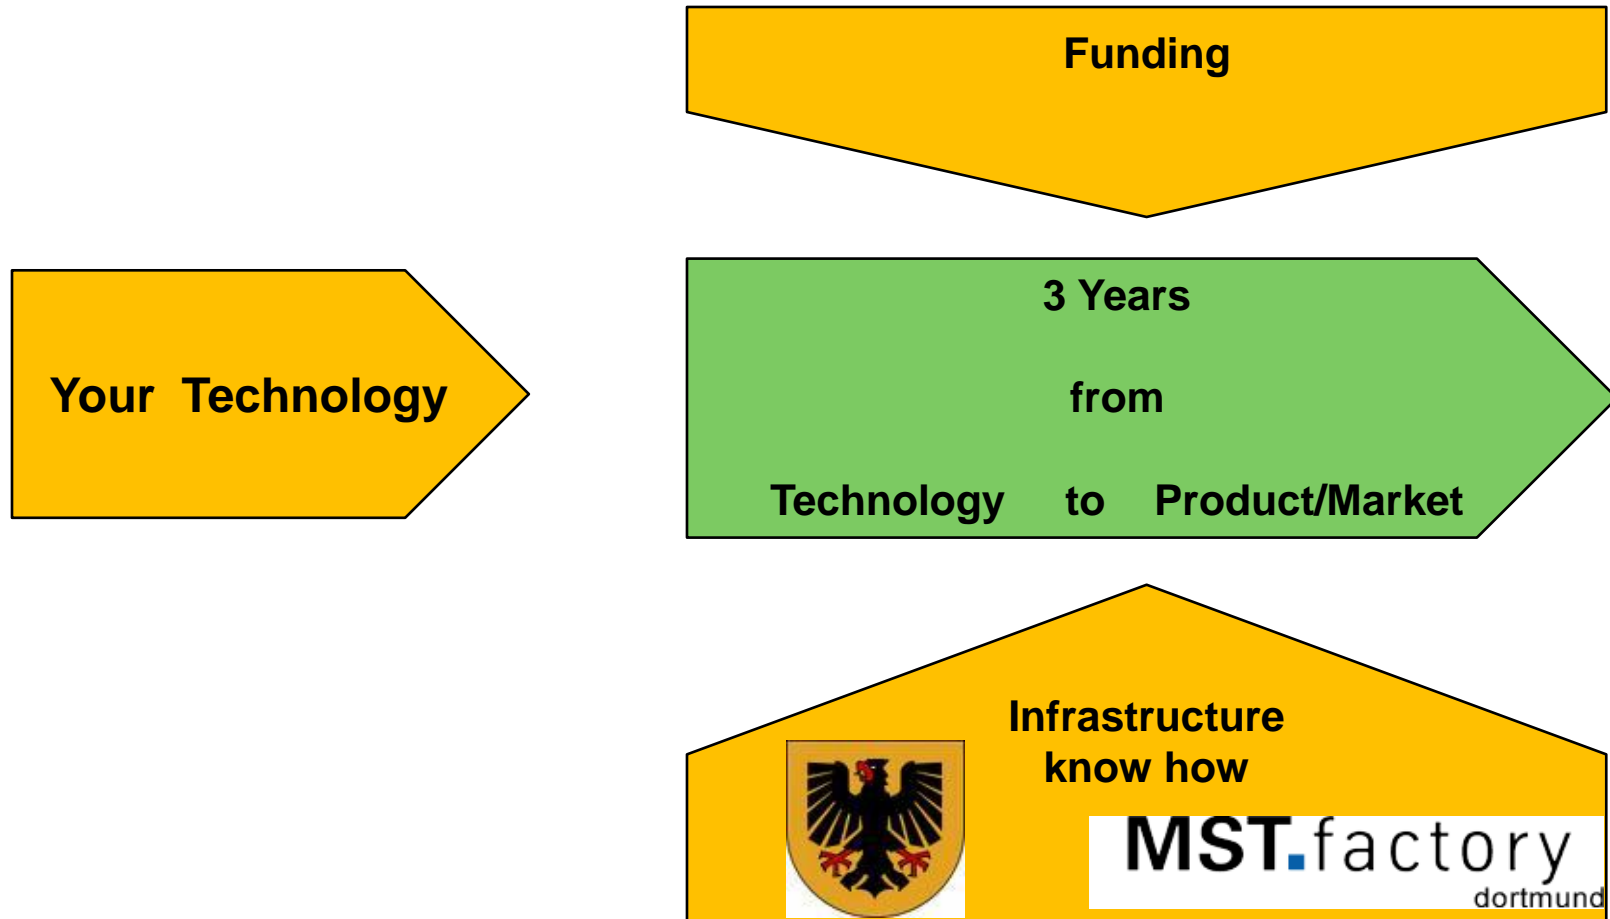 Funding
Your Technology
3 Years
from
Technology to Product/Market
Infrastructure
know how
MST.factory
dortmund